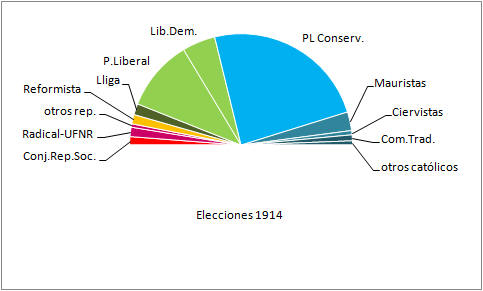 Lib.Dem.
PL Conserv.
P.Liberal
Lliga
Mauristas
Reformista
otros rep.
Ciervistas
Radical-UFNR
Com.Trad.
Conj.Rep.Soc.
otros católicos
Elecciones 1914